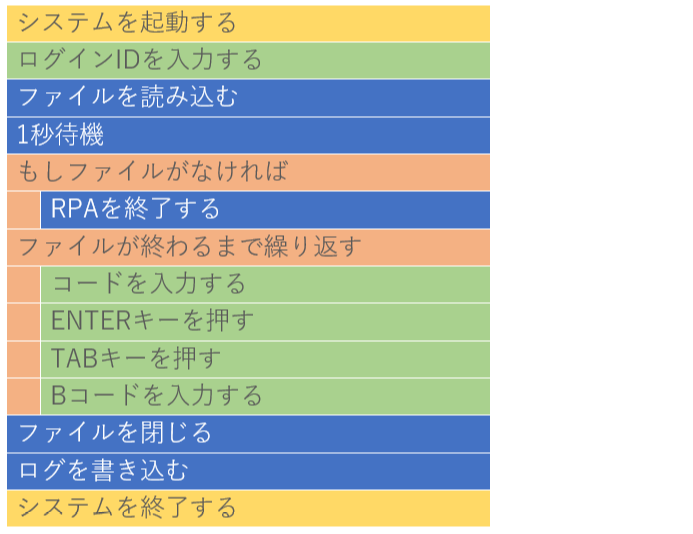 システムを起動する
ログインIDを入力する
ファイルを読み込む
1秒待機
もしファイルがなければ
RPAを終了する
ファイルが終わるまで繰り返す
コードを入力する
ENTERキーを押す
TABキーを押す
Bコードを入力する
ファイルを閉じる
ログを書き込む
システムを終了する